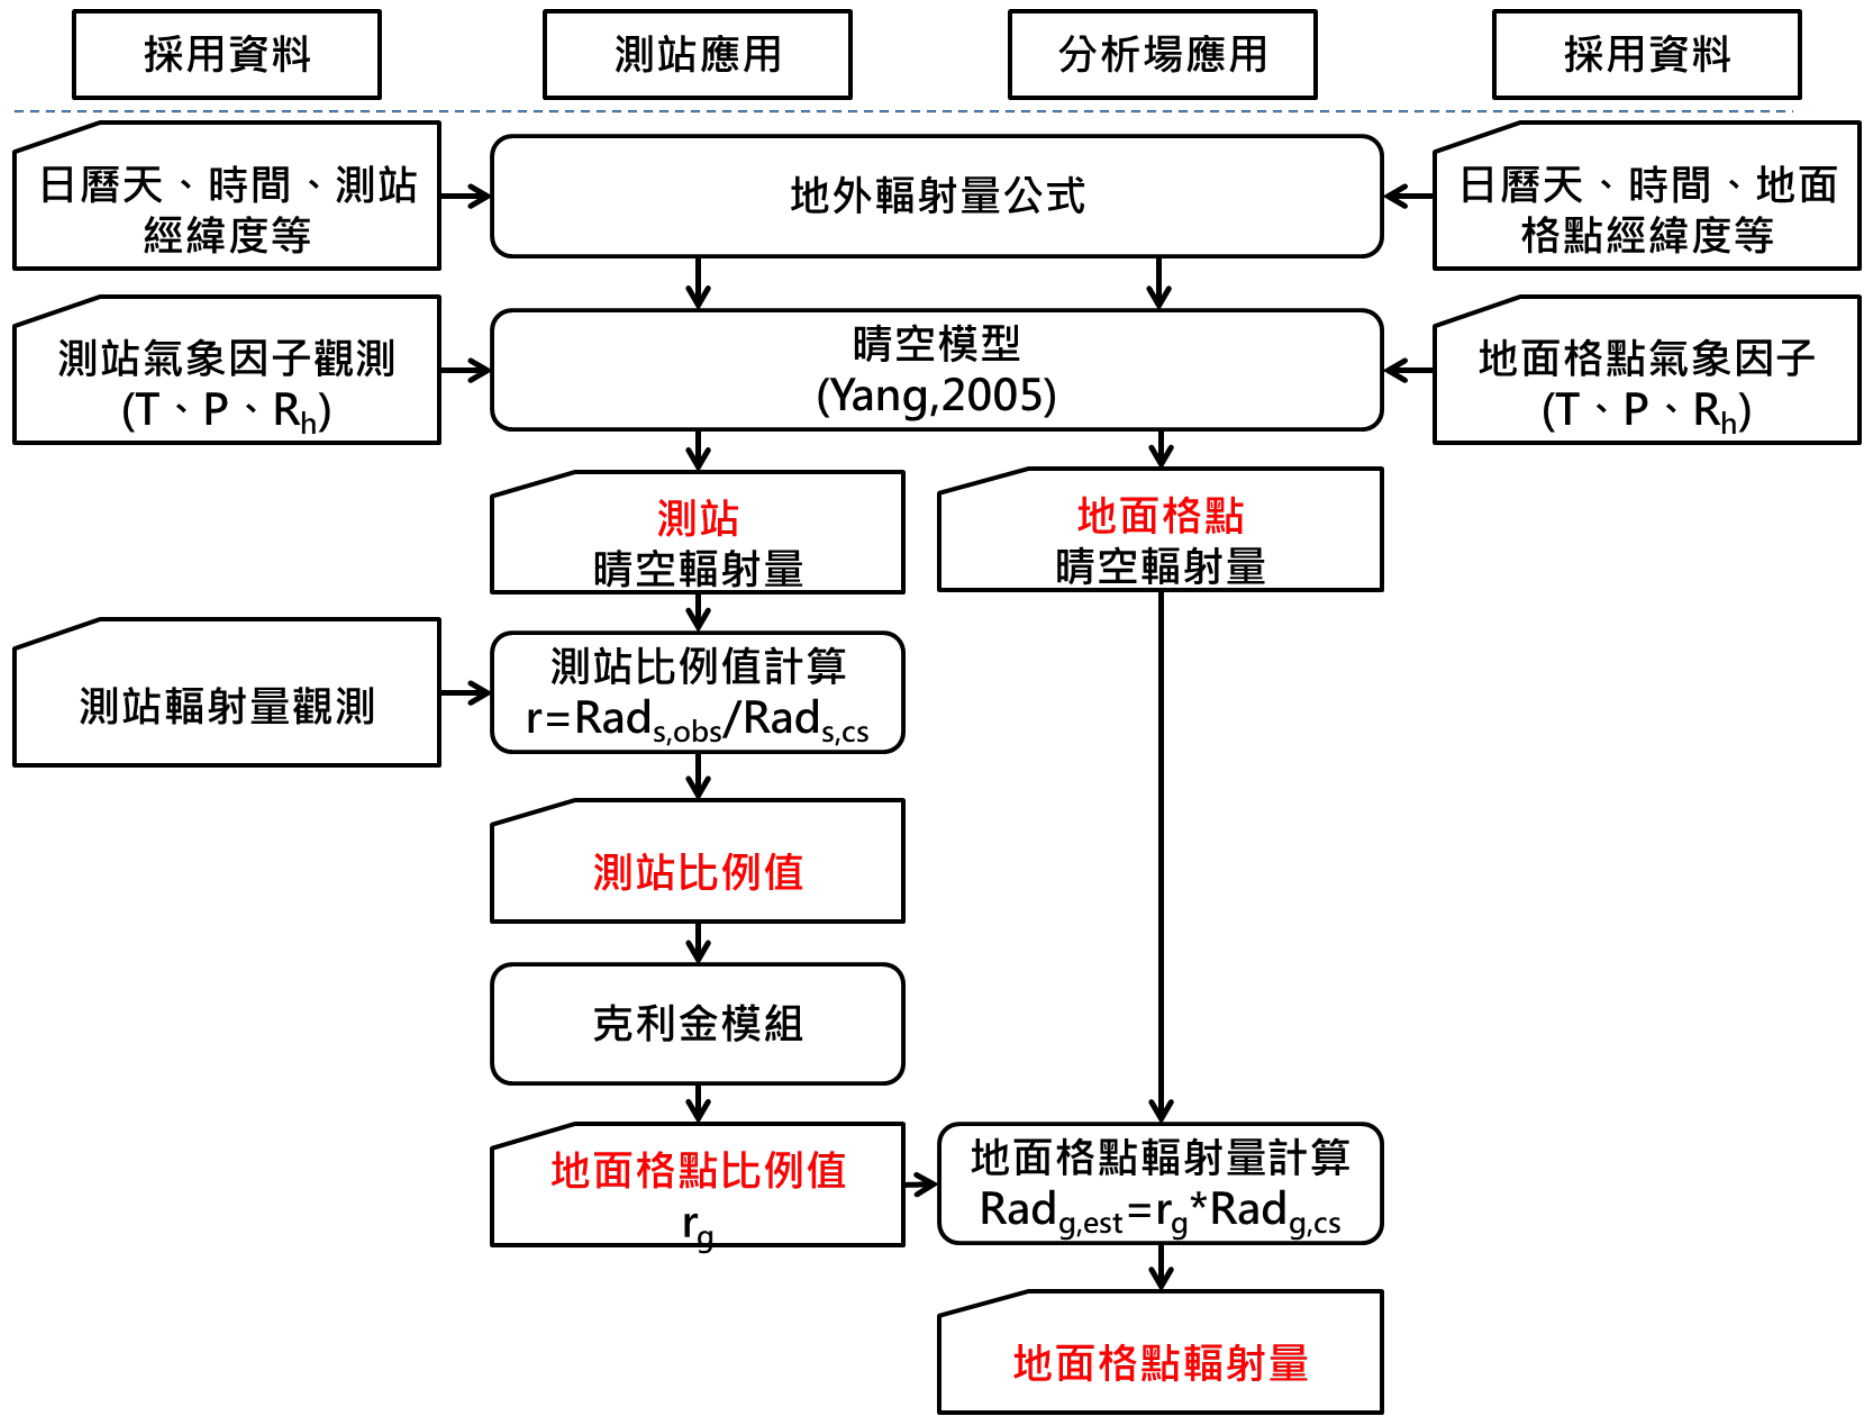 採用資料
測站應用
分析場應用
採用資料
日曆天、時間、測站
經緯度等
地外輻射量公式
日曆天、時間、地面
格點經緯度等
測站氣象因子觀測
(T、P、Rh)
晴空模型
(Yang,2005)
地面格點氣象因子
(T、P、Rh)
測站
晴空輻射量
地面格點
晴空輻射量
測站輻射量觀測
測站比例值計算
r=Rads,obs/Rads,cs
測站比例值
克利金模組
地面格點比例值
rg
地面格點輻射量計算
Radg,est=rg*Radg,cs
地面格點輻射量